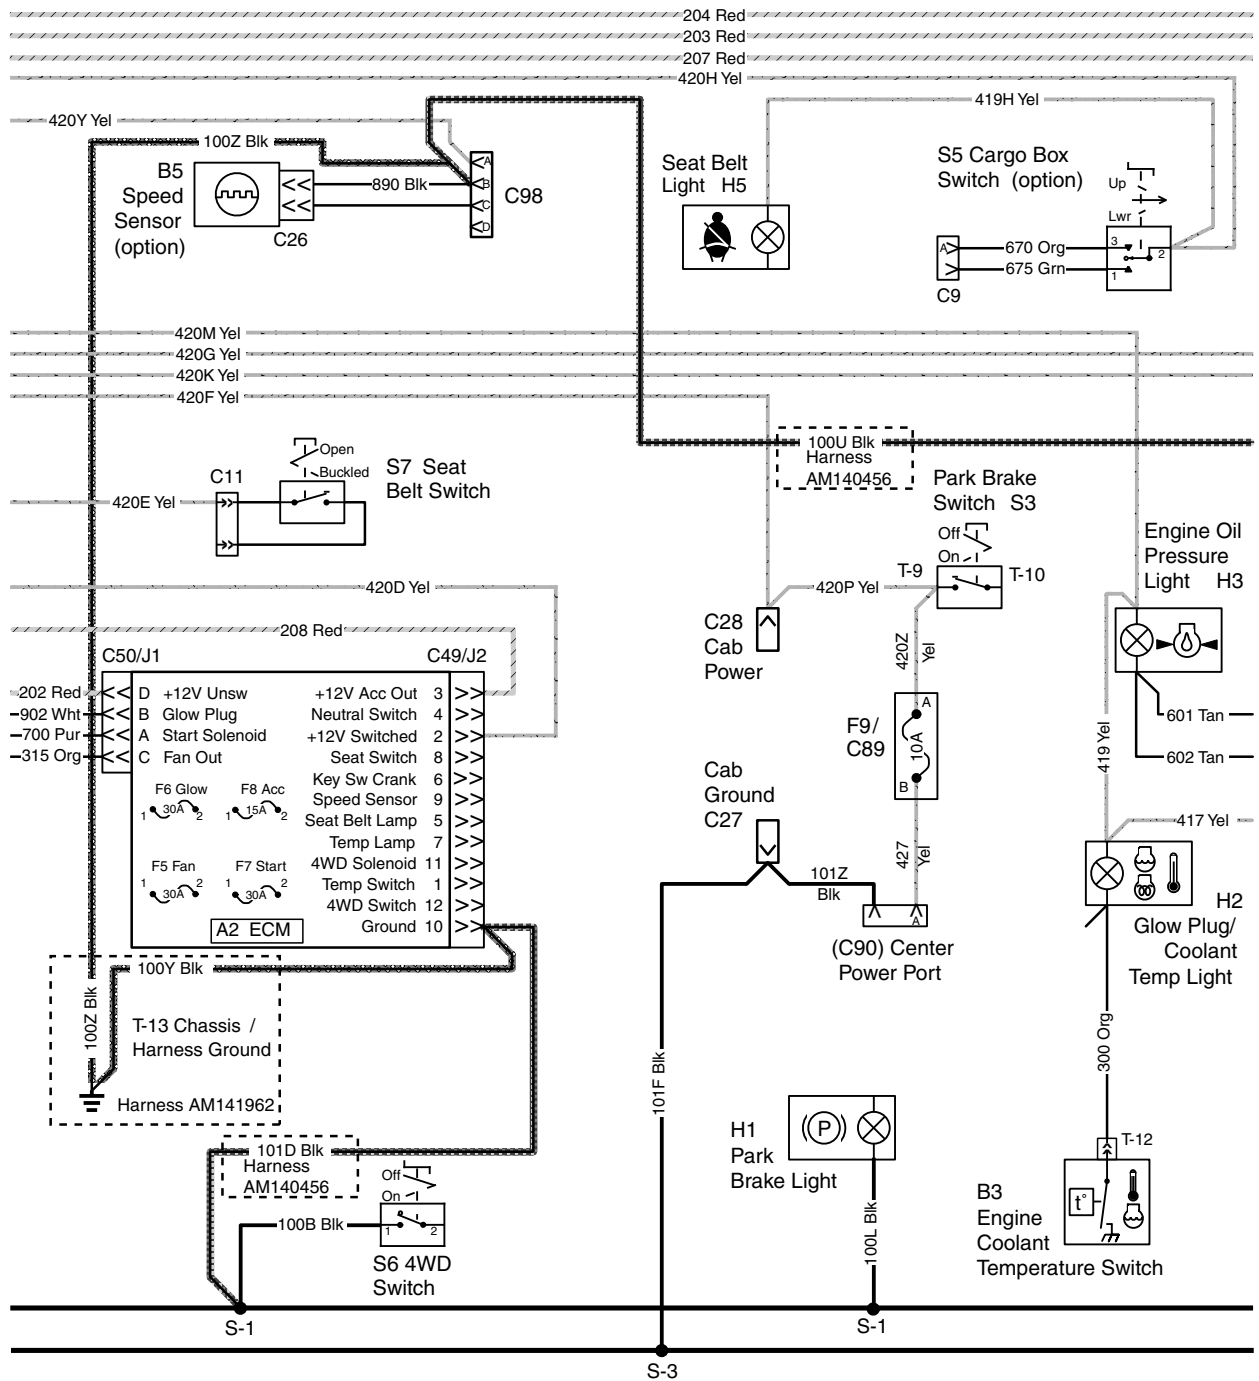 204 Red
203 Red
207 Red
420H Yel
419H Yel
420Y Yel
100Z Blk
B5
Speed
Sensor
(option)
C26
890 Blk
A
B
C
D
C98
Seat Belt
Light H5
S5 Cargo Box
Switch (option)
Up
Lwr
3
2
1
A
670 Org
675 Grn
C9
420M Yel
420G Yel
420K Yel
420F Yel
100U Blk
Harness
AM140456
Open
Buckled
S7 Seat
Belt Switch
C11
420E Yel
Park Brake
Switch S3
Off
On
T-9
T-10
Engine Oil
Pressure
Light H3
420D Yel
420P Yel
C28
Cab
Power
420Z
Yel
208 Red
C50/J1
C49/J2
202 Red
902 Wht
700 Pur
315 Org
D +12V Unsw
B Glow Plug
A Start Solenoid
C Fan Out
+12V Acc Out 3
Neutral Switch 4
+12V Switched 2
Seat Switch 8
Key Sw Crank 6
Speed Sensor 9
Seat Belt Lamp 5
Temp Lamp 7
4WD Solenoid 11
Temp Switch 1
4WD Switch 12
Ground 10
F6 Glow
1 30A 2
F8 Acc
1 15A 2
F5 Fan
1 30A 2
F7 Start
1 30A 2
A2 ECM
F9/
C89
A
10A
B
601 Tan
602 Tan
419 Yel
417 Yel
Cab
Ground
C27
427
Yel
101Z
Blk
A
(C90) Center
Power Port
H2
Glow Plug/
Coolant
Temp Light
100Y Blk
100Z Blk
T-13 Chassis /
Harness Ground
Harness AM141962
300 Org
101F Blk
H1
Park
Brake Light
P
T-12
101D Blk
Harness
AM140456
Off
On
1
2
100B Blk
S6 4WD
Switch
100L Blk
B3
Engine
Coolant
Temperature Switch
t°
S-1
S-1
S-3